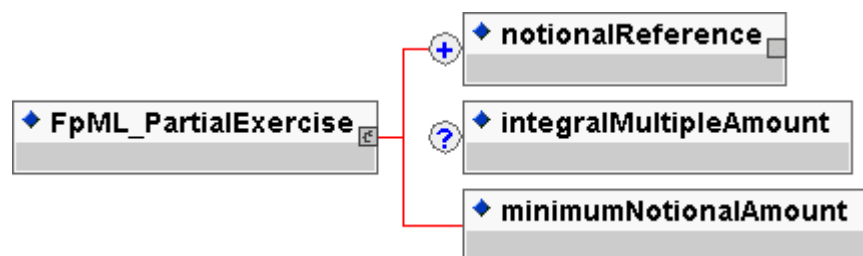 notionalReference
+
FpML_PartialExercise
?
integralMultipleAmount
minimumNotionalAmount